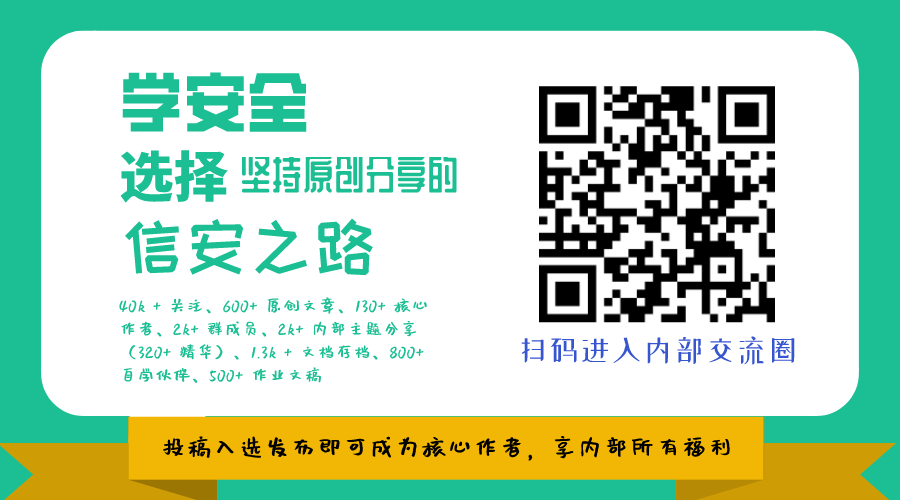 学安全
选择 坚持原创分享的
信安之路
40k + 关注、600+ 原创文章、130+ 核心
作者、2k+ 群成员、2k+ 内部主题分享
（320+ 精华）、1.3k + 文档存档、800+
自学伙伴、500+ 作业文稿
扫码进入内部交流圈
投稿入选发布即可成为核心作者，享内部所有福利